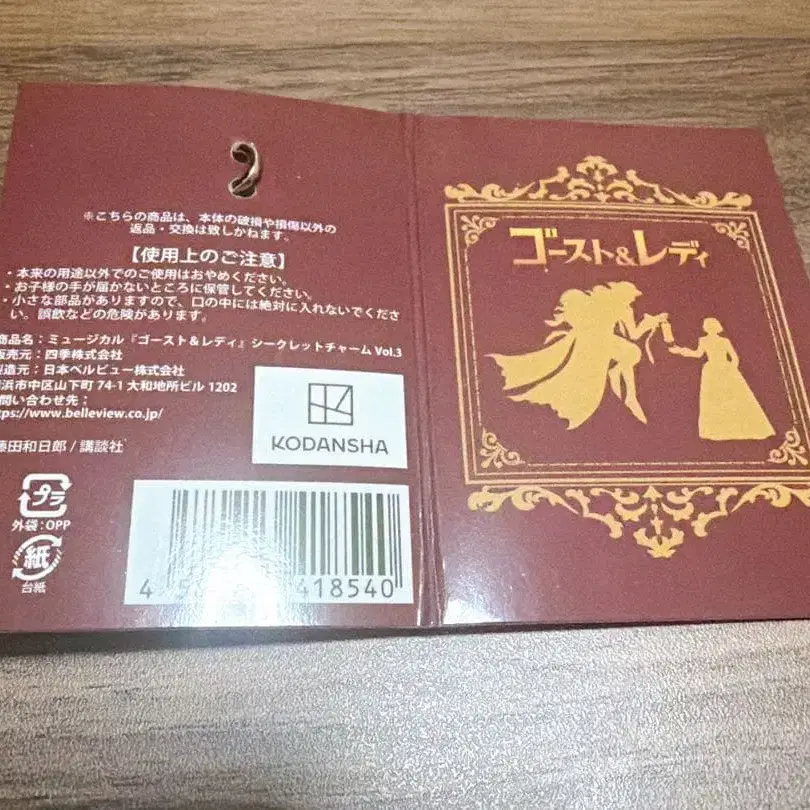 ※こちらの商品は、本体の破損や損傷以外の
返品・交換は致しかねます。
【使用上のご注意】
・本来の用途以外でのご使用はおやめください。
・お子様の手が届かないところに保管してください。
・小さな部品がありますので、口の中には絶対に入れないでくださ
い。誤飲などの危険があります。
商品名：ミュージカル『ゴースト&レディ』シークレットチャーム Vol.3
販売元：四季株式会社
製造元：日本ベルビュー株式会社
浜市中区山下町 74-1 大和地所ビル 1202
問い合わせ先：
ttps://www.belleview.co.jp/
藤田和日郎 / 講談社
KODANSHA
プラ
外袋：OPP
紙
台紙
4 5 418540
ゴースト&レディ